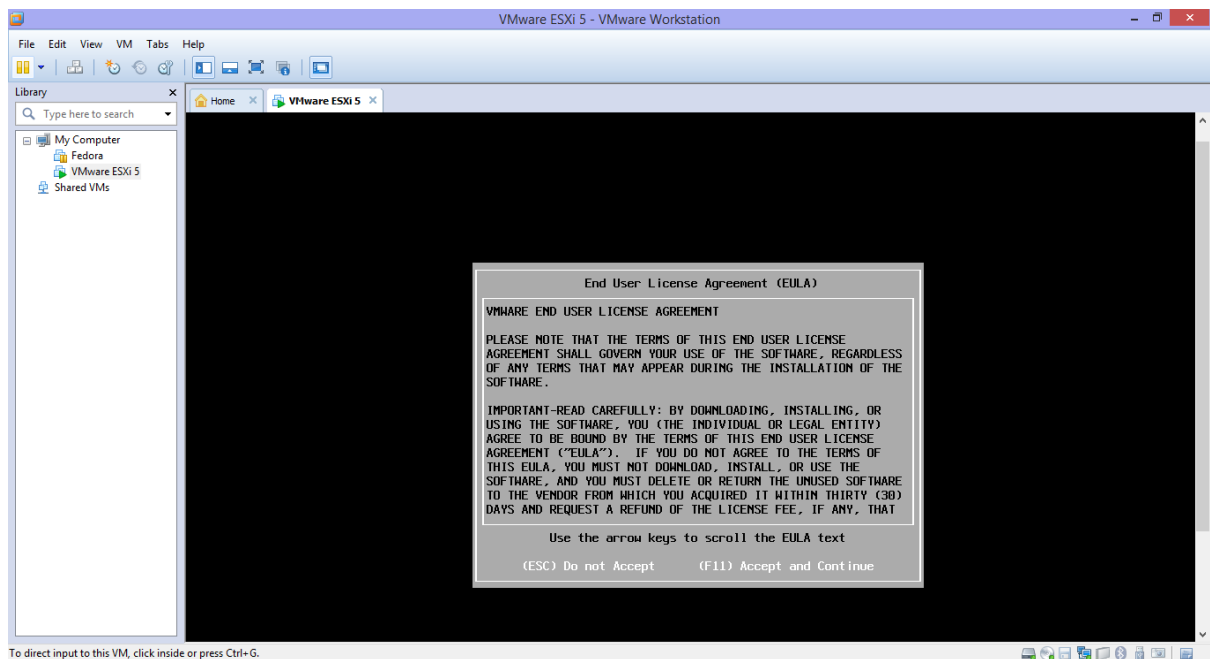 VMware ESXi 5 - VMware Workstation
File Edit View VM Tabs Help
Library
Type here to search
My Computer
Fedora
VMware ESXi 5
Shared VMs
Home
VMware ESXi 5
End User License Agreement (EULA)
VMWARE END USER LICENSE AGREEMENT
PLEASE NOTE THAT THE TERMS OF THIS END USER LICENSE
AGREEMENT SHALL GOVERN YOUR USE OF THE SOFTWARE, REGARDLESS
OF ANY TERMS THAT MAY APPEAR DURING THE INSTALLATION OF THE
SOFTWARE.
IMPORTANT-READ CAREFULLY: BY DOWNLOADING, INSTALLING, OR
USING THE SOFTWARE, YOU (THE INDIVIDUAL OR LEGAL ENTITY)
AGREE TO BE BOUND BY THE TERMS OF THIS END USER LICENSE
AGREEMENT ("EULA"). IF YOU DO NOT AGREE TO THE TERMS OF
THIS EULA, YOU MUST NOT DOWNLOAD, INSTALL, OR USE THE
SOFTWARE, AND YOU MUST DELETE OR RETURN THE UNUSED SOFTWARE
TO THE VENDOR FROM WHICH YOU ACQUIRED IT WITHIN THIRTY (30)
DAYS AND REQUEST A REFUND OF THE LICENSE FEE, IF ANY, THAT
Use the arrow keys to scroll the EULA text
(ESC) Do not Accept (F11) Accept and Continue
To direct input to this VM, click inside or press Ctrl+G.